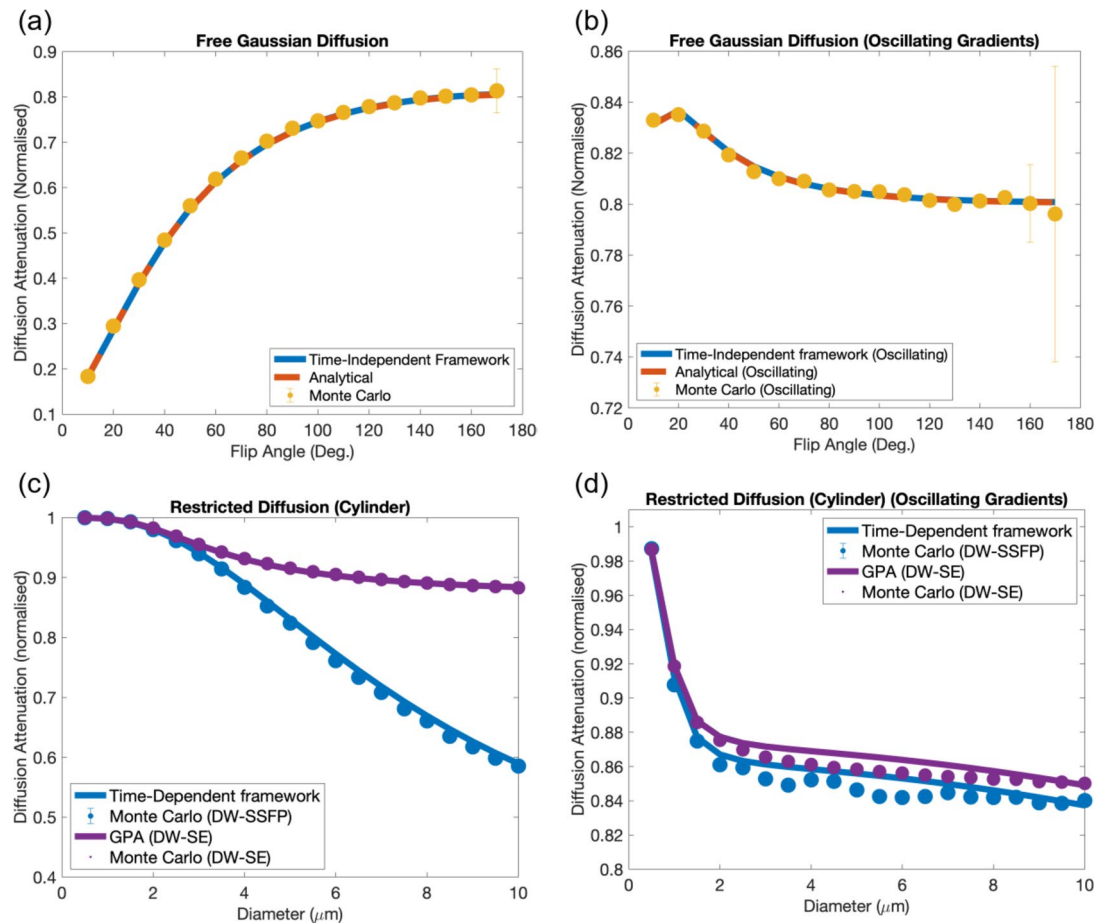 (a)
Free Gaussian Diffusion
Diffusion Attenuation (Normalised)
0.9
0.8
0.7
0.6
0.5
0.4
0.3
0.2
0.1
0 20 40 60 80 100 120 140 160 180
Flip Angle (Deg.)
Time-Independent Framework
Analytical
Monte Carlo
(b)
Free Gaussian Diffusion (Oscillating Gradients)
Diffusion Attenuation (Normalised)
0.86
0.84
0.82
0.8
0.78
0.76
0.74
0.72
0 20 40 60 80 100 120 140 160 180
Flip Angle (Deg.)
Time-Independent framework (Oscillating)
Analytical (Oscillating)
Monte Carlo (Oscillating)
(c)
Restricted Diffusion (Cylinder)
Diffusion Attenuation (normalised)
1
0.9
0.8
0.7
0.6
0.5
0.4
0 2 4 6 8 10
Diameter (μm)
Time-Dependent framework
Monte Carlo (DW-SSFP)
GPA (DW-SE)
Monte Carlo (DW-SE)
(d)
Restricted Diffusion (Cylinder) (Oscillating Gradients)
Diffusion Attenuation (normalised)
1
0.98
0.96
0.94
0.92
0.9
0.88
0.86
0.84
0.82
0.8
0 2 4 6 8 10
Diameter (μm)
Time-Dependent framework
Monte Carlo (DW-SSFP)
GPA (DW-SE)
Monte Carlo (DW-SE)